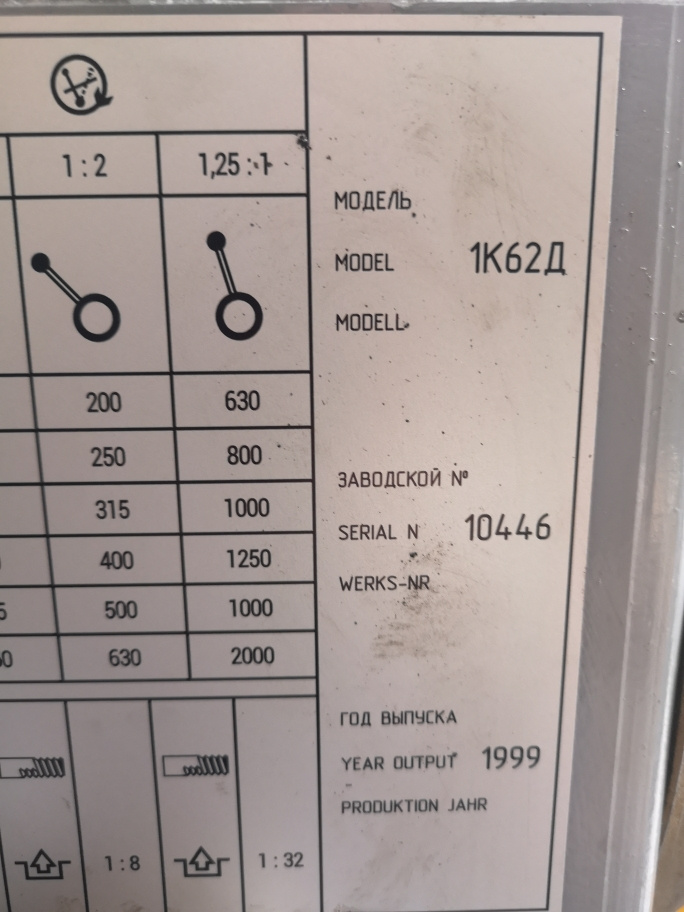 1:2 1,25:1
200 630
250 800
315 1000
400 1250
500 1000
630 2000
1:8 1:32
МОДЕЛЬ
MODEL 1К62Д
MODELL
ЗАВОДСКОЙ №
SERIAL N 10446
WERKS-NR
ГОД ВЫПУСКА
YEAR OUTPUT 1999
PRODUKTION JAHR